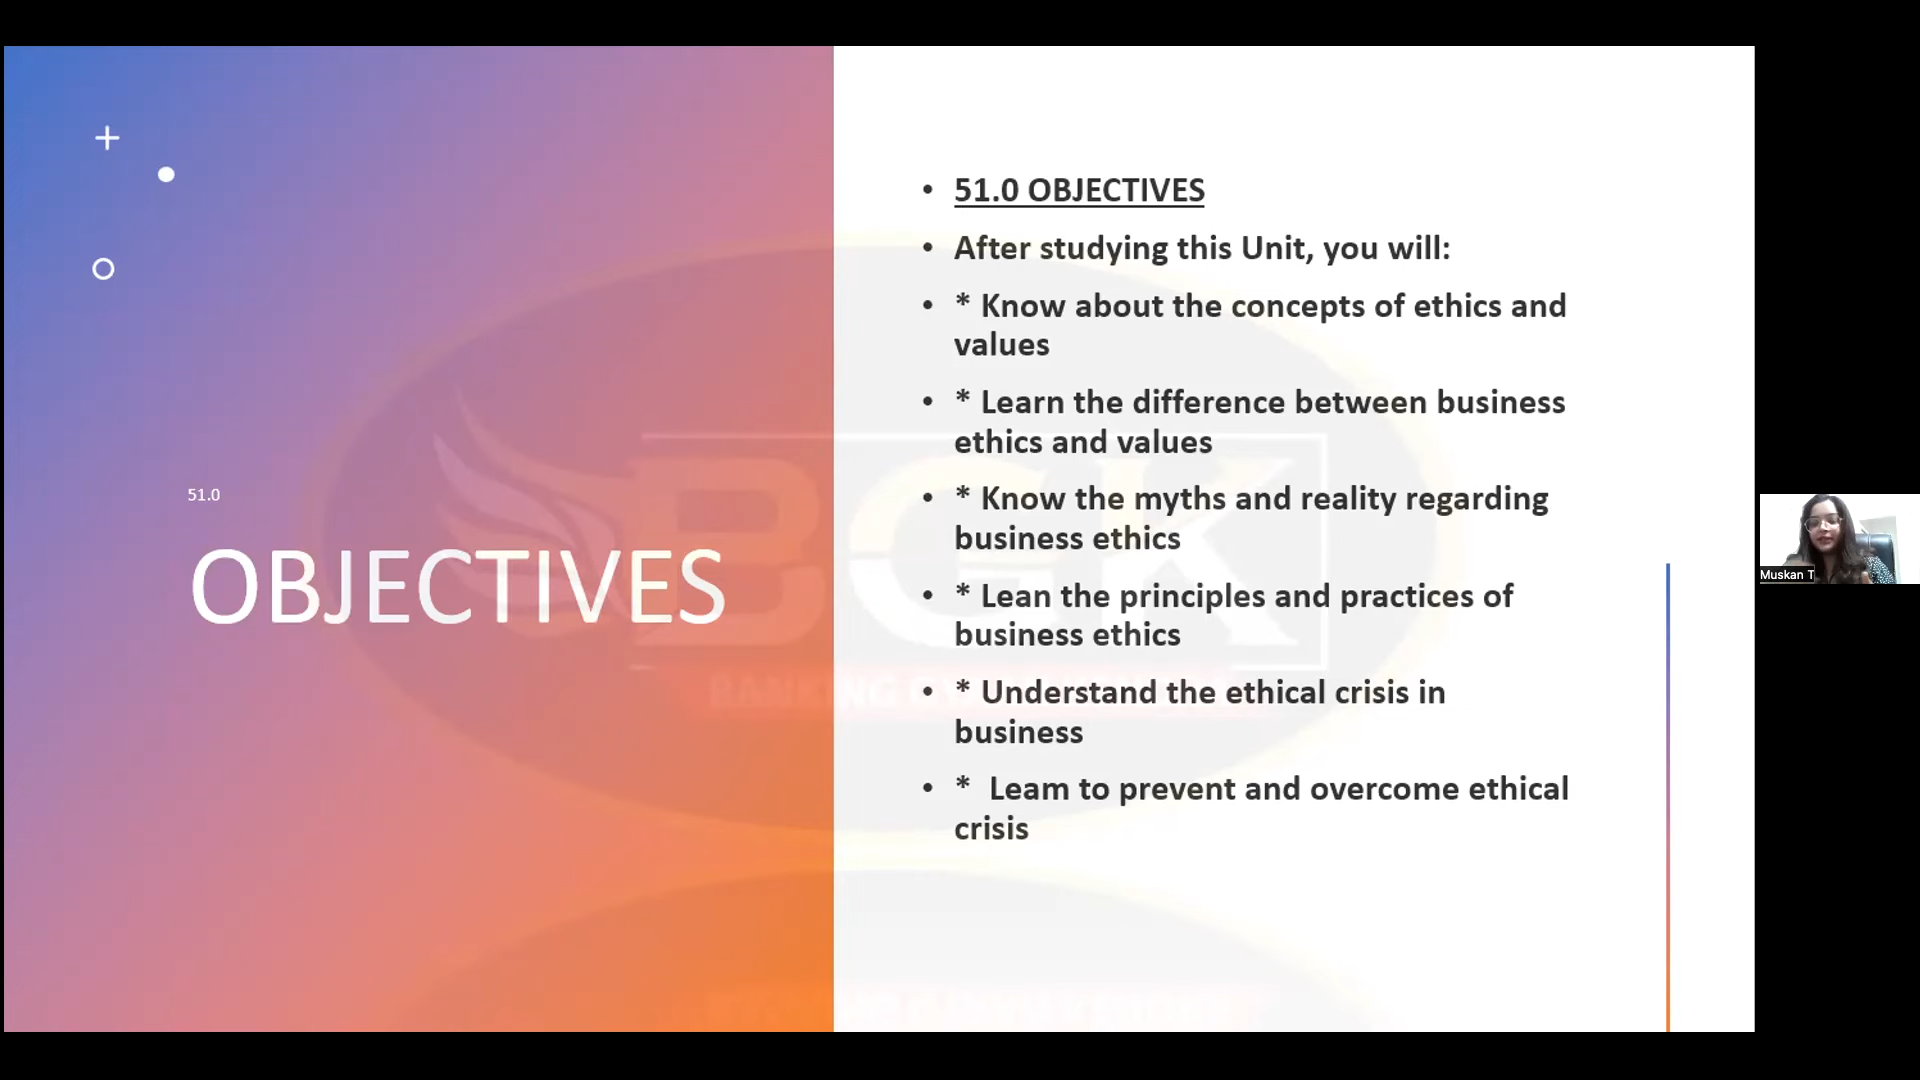 51.0
OBJECTIVES
• 51.0 OBJECTIVES
• After studying this Unit, you will:
• * Know about the concepts of ethics and
values
• * Learn the difference between business
ethics and values
• * Know the myths and reality regarding
business ethics
• * Lean the principles and practices of
business ethics
• * Understand the ethical crisis in
business
• *  Leam to prevent and overcome ethical
crisis
BGK
Muskan T